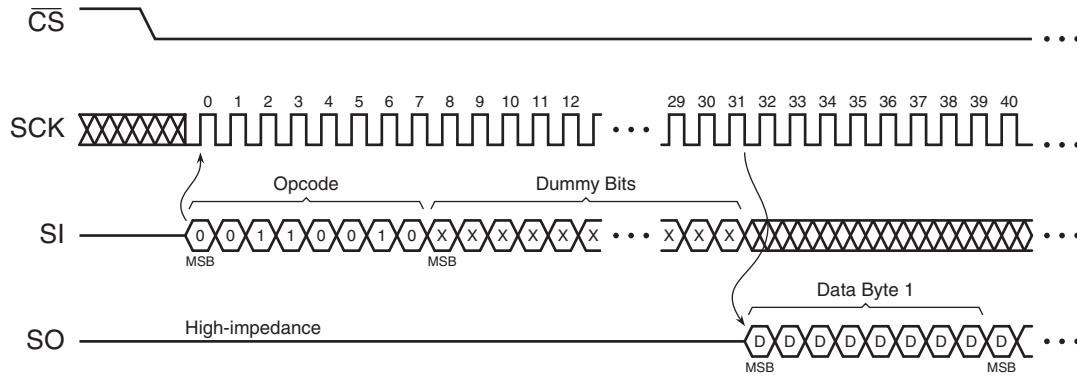 CS
SCK
0 1 2 3 4 5 6 7 8 9 10 11 12 29 30 31 32 33 34 35 36 37 38 39 40
Opcode Dummy Bits
SI
0 0 1 1 0 0 1 0 X X X X X X X X X
MSB MSB
Data Byte 1
SO
High-impedance
D D D D D D D D D
MSB MSB